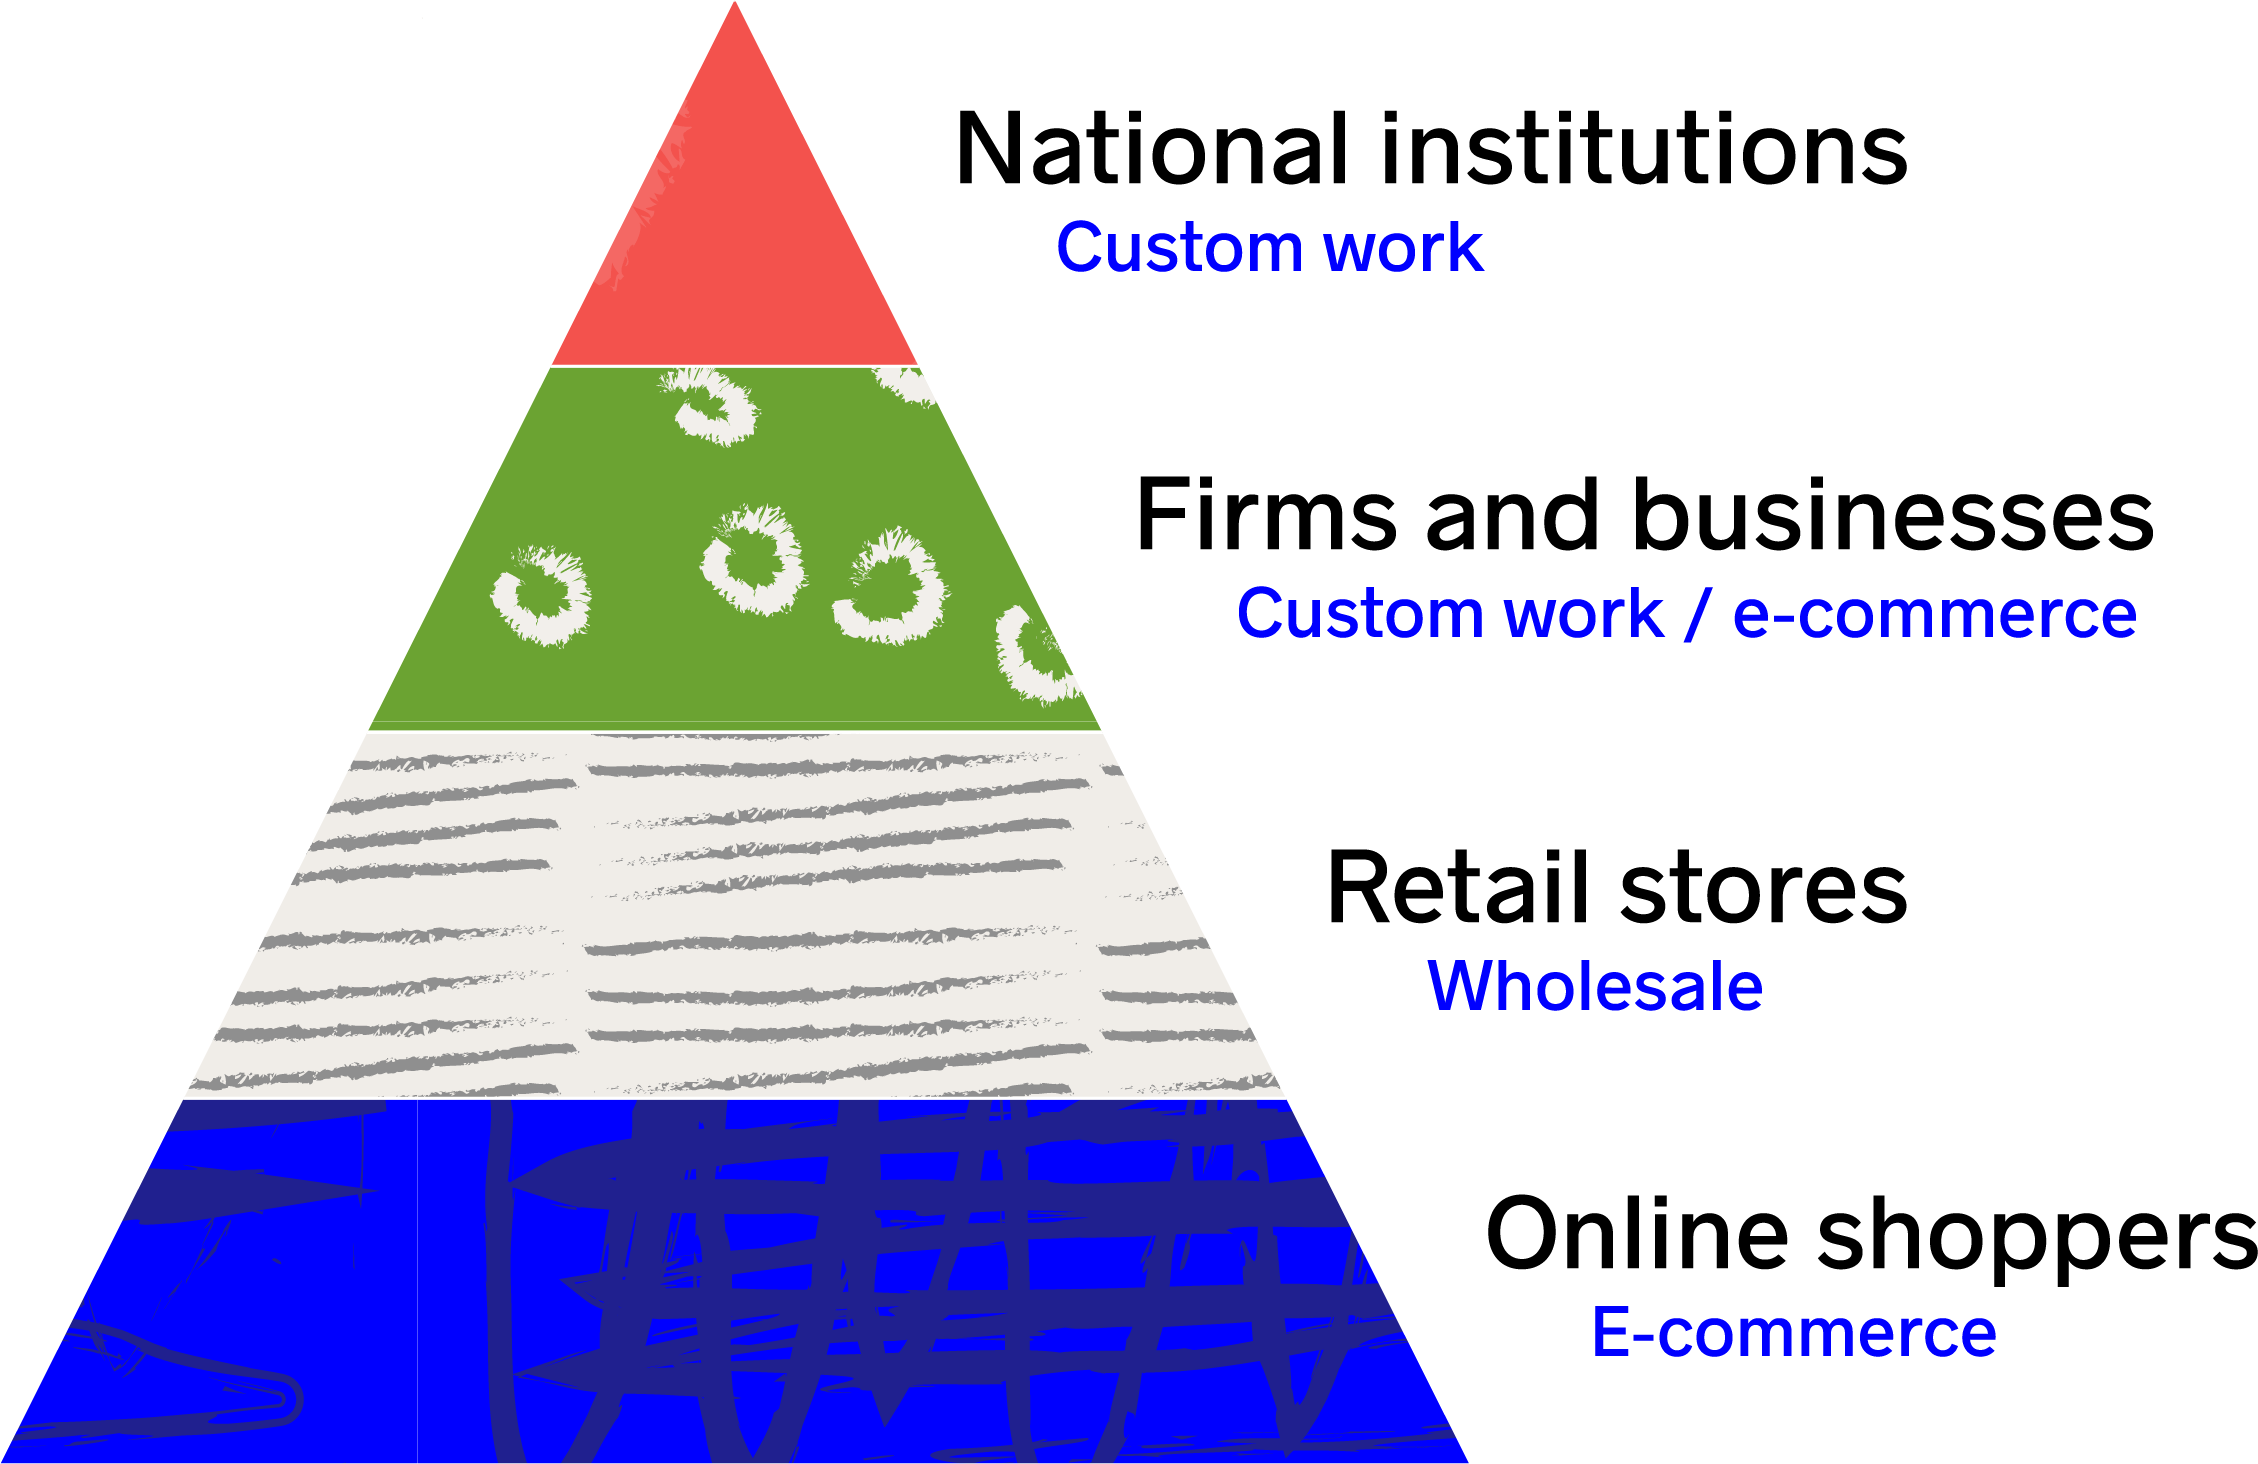 National institutions
Custom work
Firms and businesses
Custom work / e-commerce
Retail stores
Wholesale
Online shoppers
E-commerce